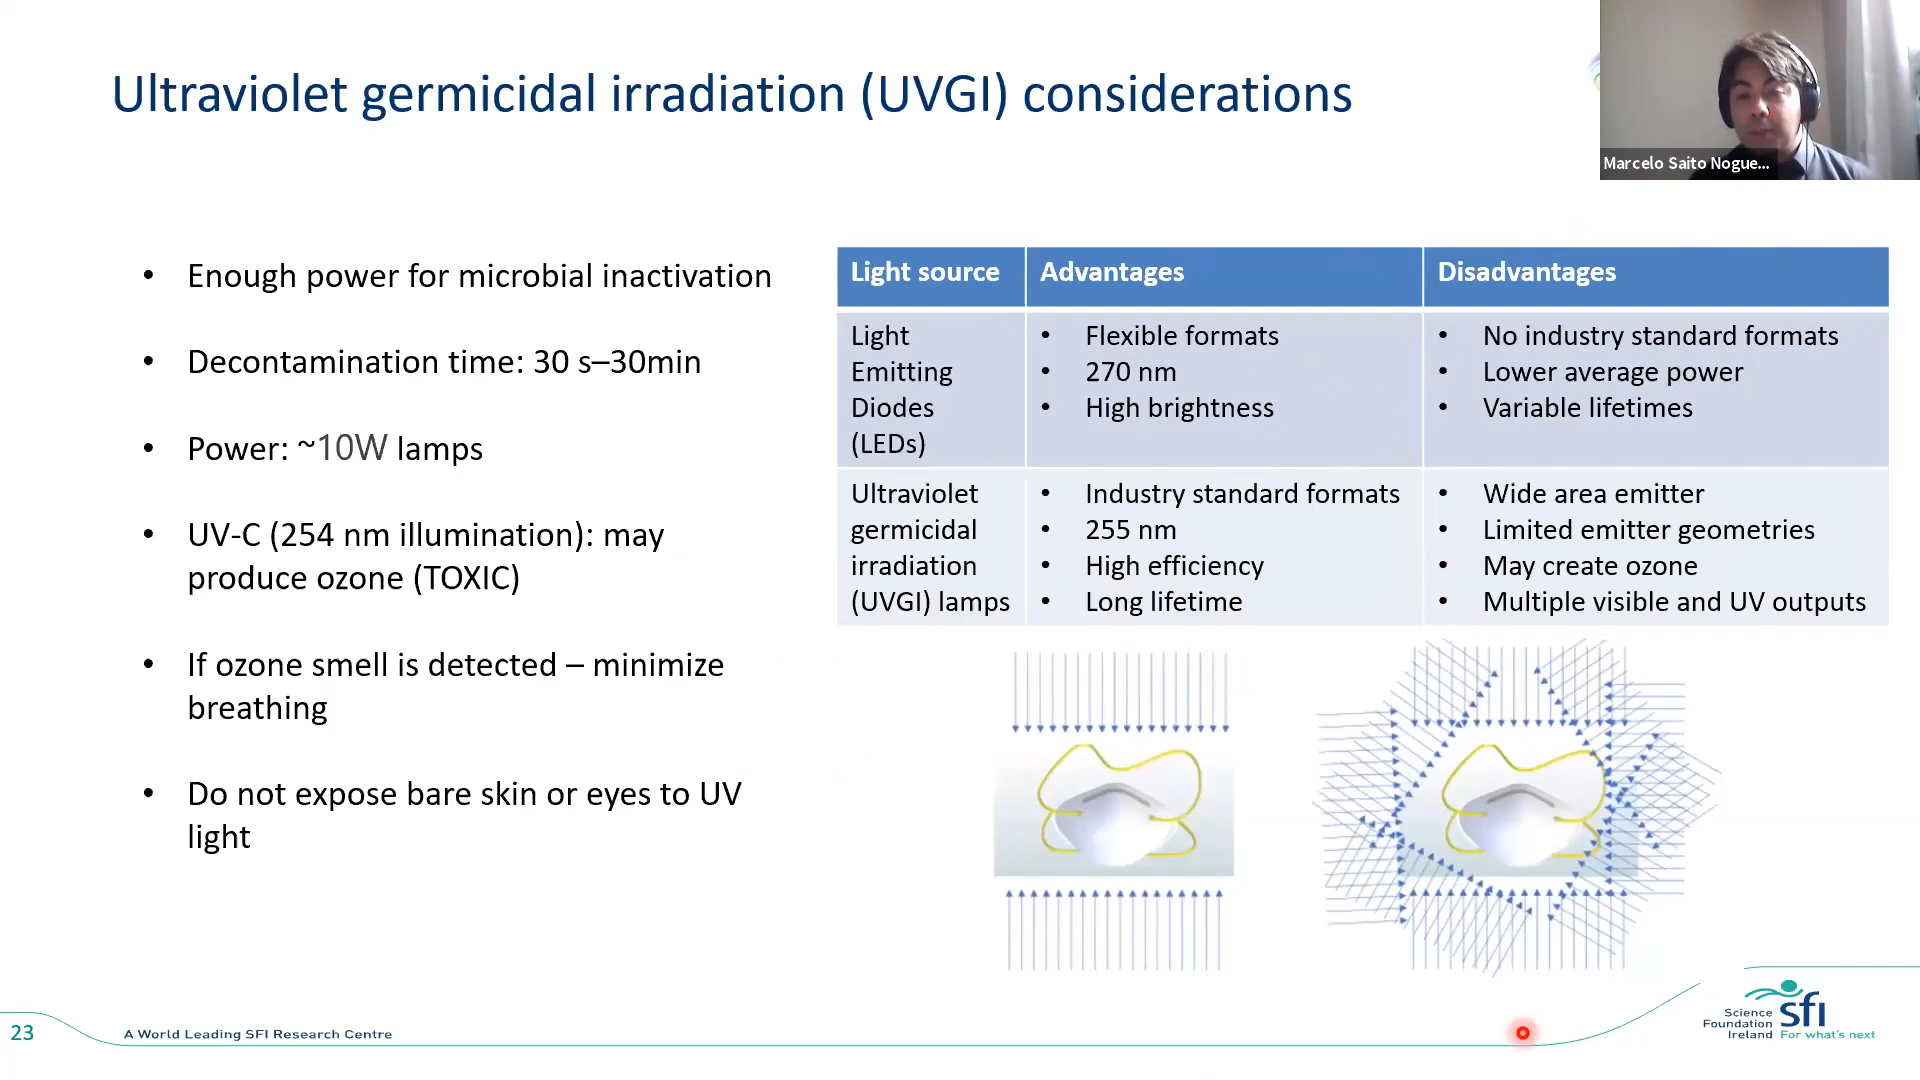 Ultraviolet germicidal irradiation (UVGI) considerations
Marcelo Saito Nogue...
• Enough power for microbial inactivation
• Decontamination time: 30 s–30min
• Power: ~10W lamps
• UV-C (254 nm illumination): may
produce ozone (TOXIC)
• If ozone smell is detected – minimize
breathing
• Do not expose bare skin or eyes to UV
light
Light source Advantages Disadvantages
Light
Emitting
Diodes
(LEDs)
• Flexible formats
• 270 nm
• High brightness
• No industry standard formats
• Lower average power
• Variable lifetimes
Ultraviolet
germicidal
irradiation
(UVGI) lamps
• Industry standard formats
• 255 nm
• High efficiency
• Long lifetime
• Wide area emitter
• Limited emitter geometries
• May create ozone
• Multiple visible and UV outputs
23
A World Leading SFI Research Centre
Science
Foundation
Ireland
sfi
For what's next